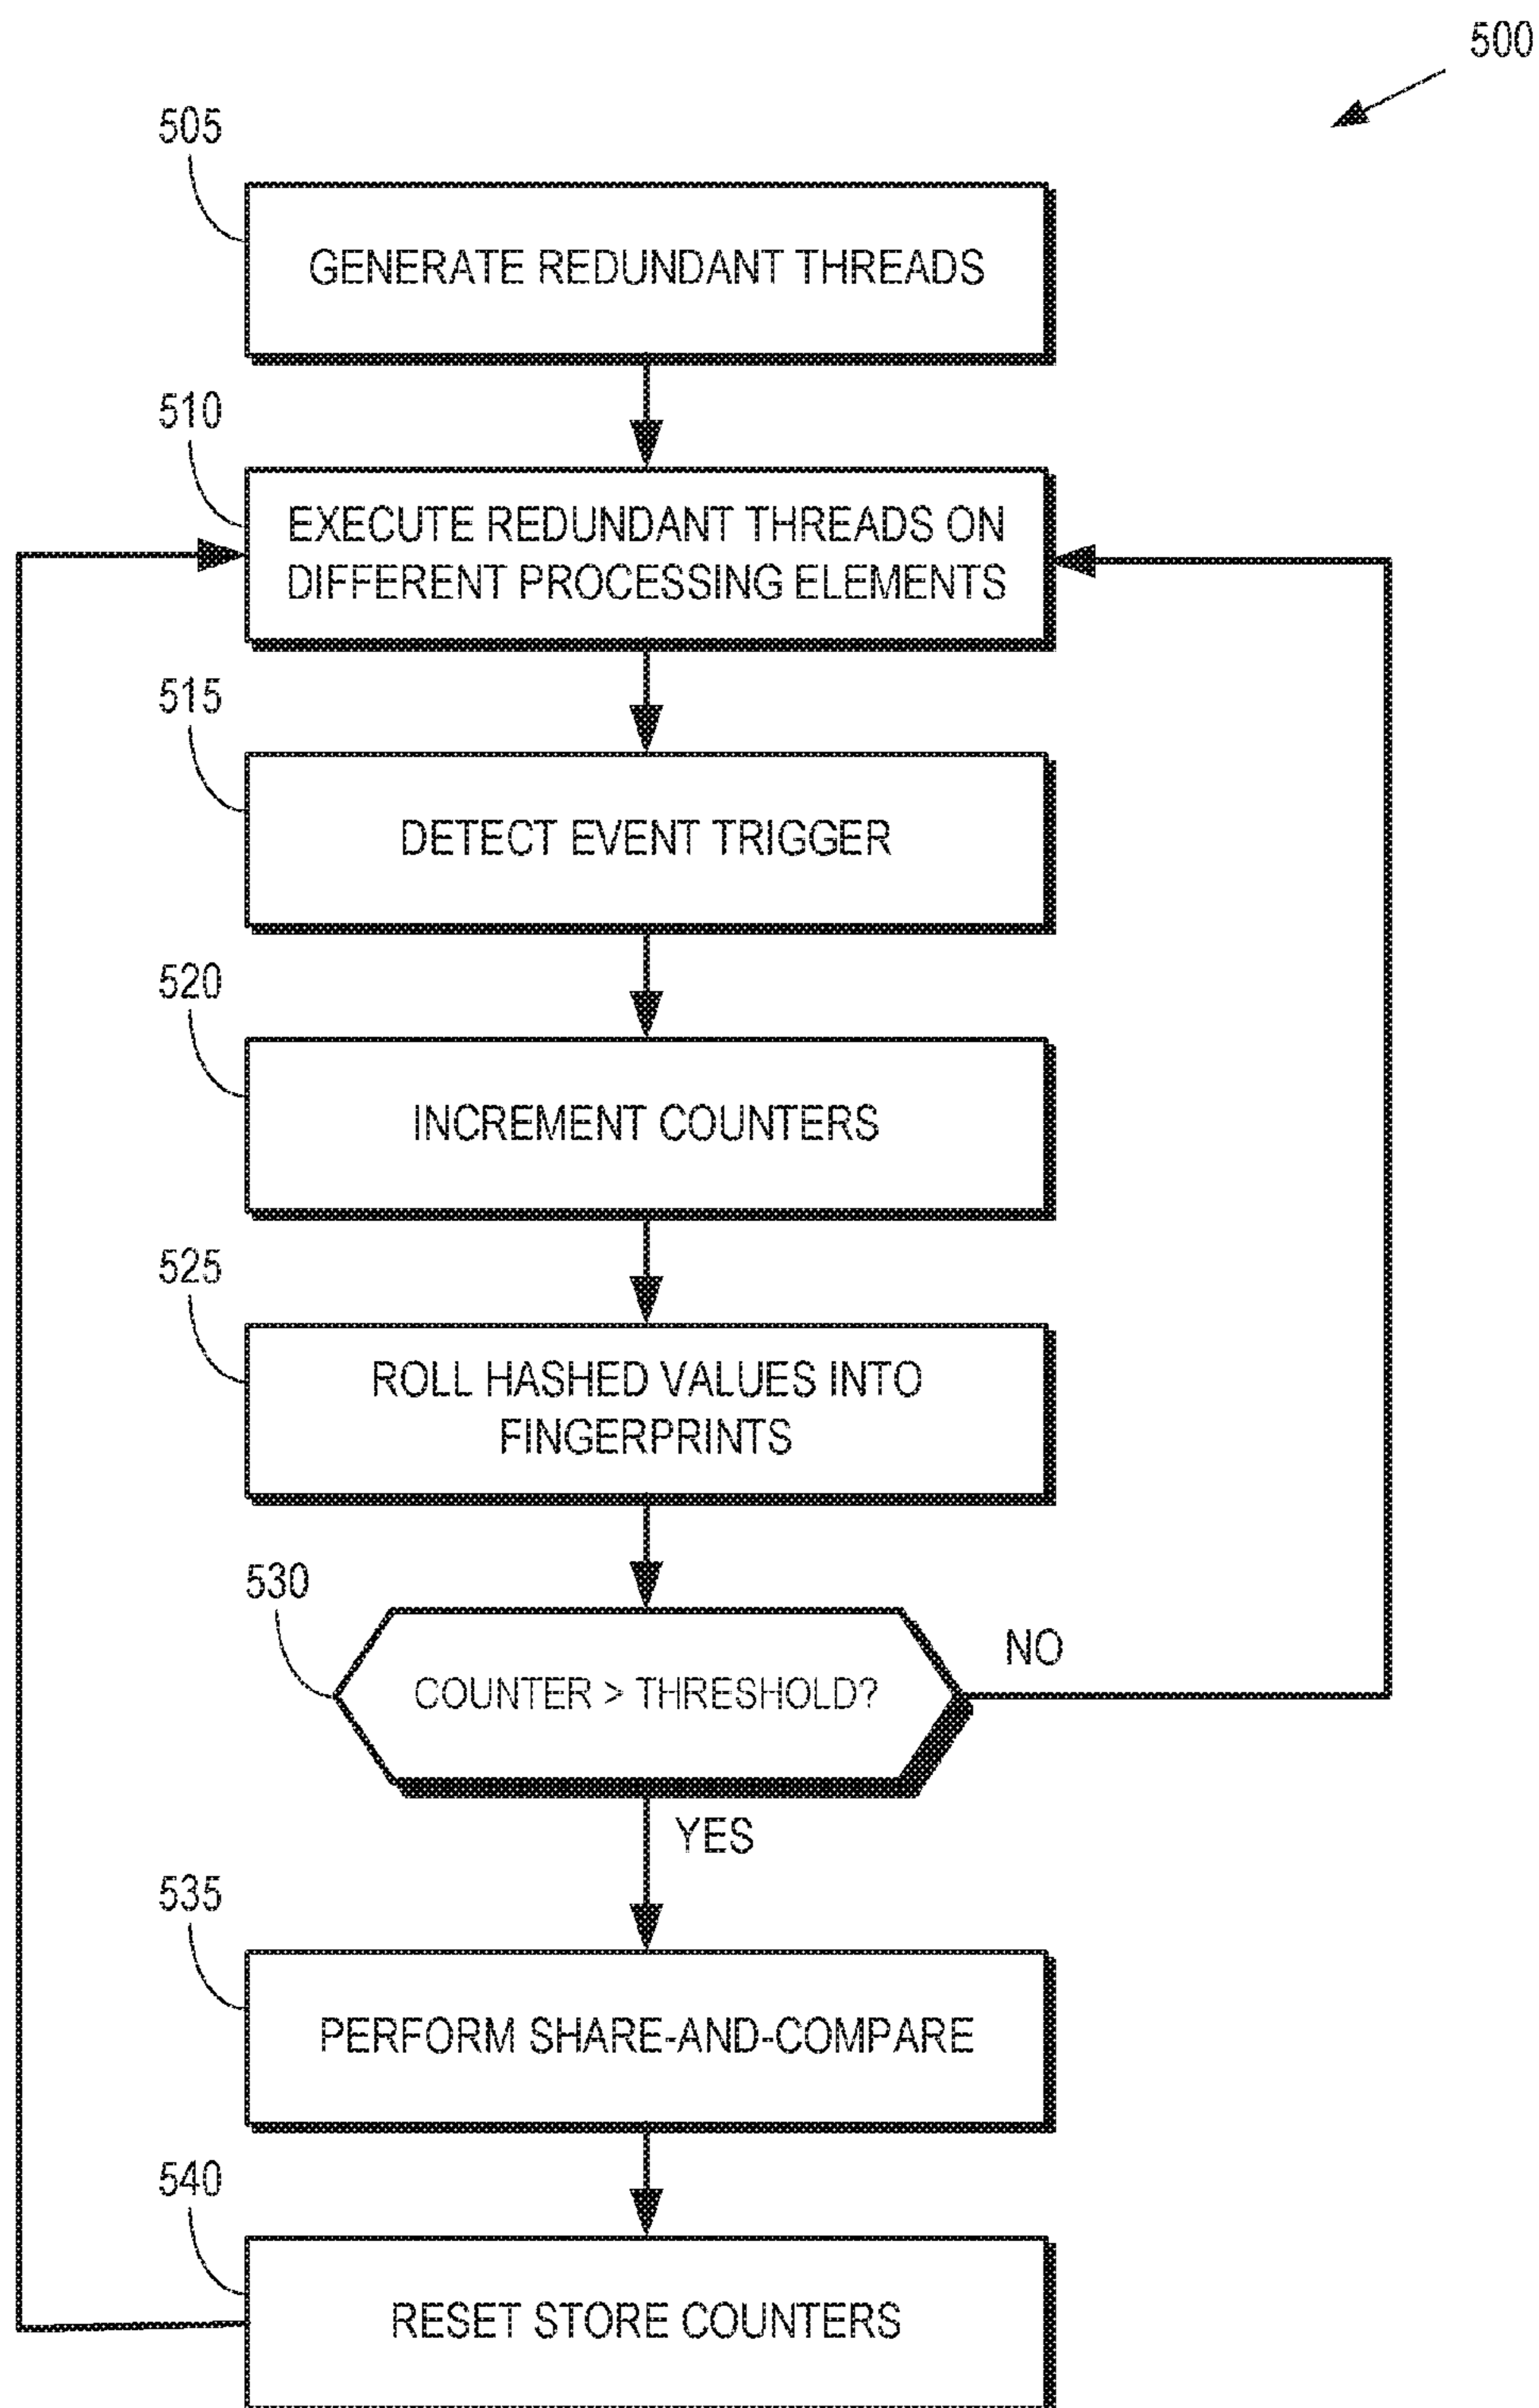 500
505
GENERATE REDUNDANT THREADS
510
EXECUTE REDUNDANT THREADS ON
DIFFERENT PROCESSING ELEMENTS
515
DETECT EVENT TRIGGER
520
INCREMENT COUNTERS
525
ROLL HASHED VALUES INTO
FINGERPRINTS
530
COUNTER > THRESHOLD?
NO
YES
535
PERFORM SHARE-AND-COMPARE
540
RESET STORE COUNTERS